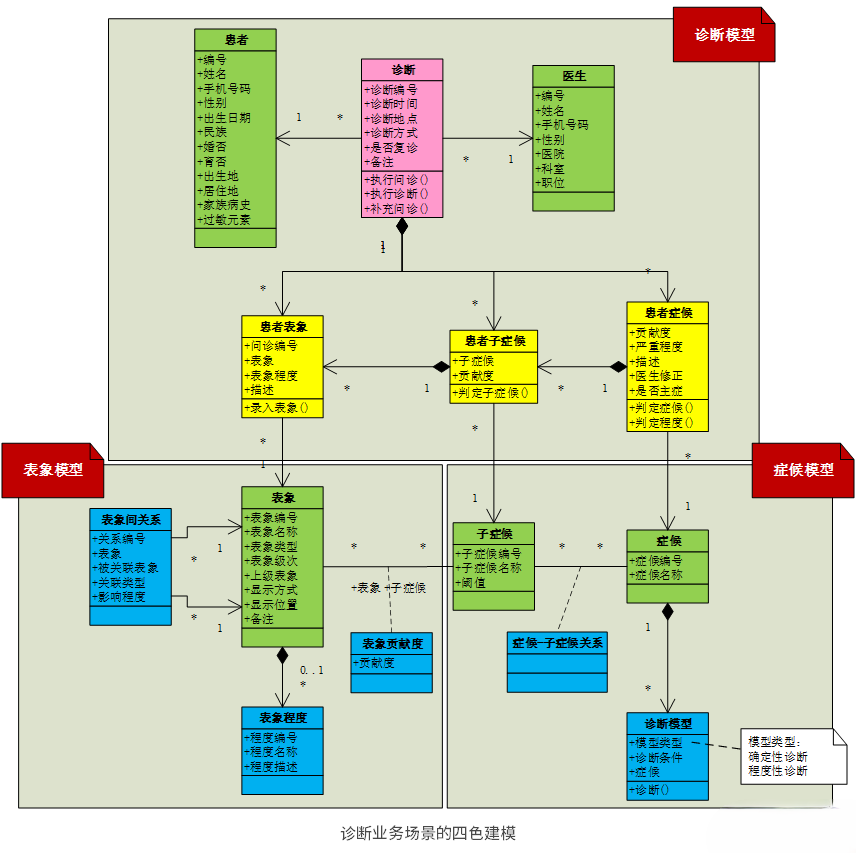 诊断模型
患者
+编号
+姓名
+手机号码
+性别
+出生日期
+民族
+婚否
+育否
+出生地
+居住地
+家族病史
+过敏元素
诊断
+诊断编号
+诊断时间
+诊断地点
+诊断方式
+是否复诊
+备注
+执行问诊()
+执行诊断()
+补充问诊()
医生
+编号
+姓名
+手机号码
+性别
+医院
+科室
+职位
1
*
*
1
1
1
*
*
*
患者表象
+问诊编号
+表象
+表象程度
+描述
+录入表象()
患者子症候
+子症候
+贡献度
+判定子症候()
患者症候
+贡献度
+严重程度
+描述
+医生修正
+是否主症
+判定症候()
+判定程度()
*
1
*
1
*
1
*
1
*
1
表象模型
症候模型
表象间关系
+关系编号
+表象
+被关联表象
+关联类型
+影响程度
*
1
*
1
表象
+表象编号
+表象名称
+表象类型
+表象级次
+上级表象
+显示方式
+显示位置
+备注
*
*
+表象
+子症候
子症候
+子症候编号
+子症候名称
+阈值
*
*
症候
+症候编号
+症候名称
表象贡献度
+贡献度
症候-子症候关系
0..1
*
1
*
表象程度
+程度编号
+程度名称
+程度描述
诊断模型
+模型类型
+诊断条件
+症候
+诊断()
模型类型:
确定性诊断
程度性诊断
诊断业务场景的四色建模